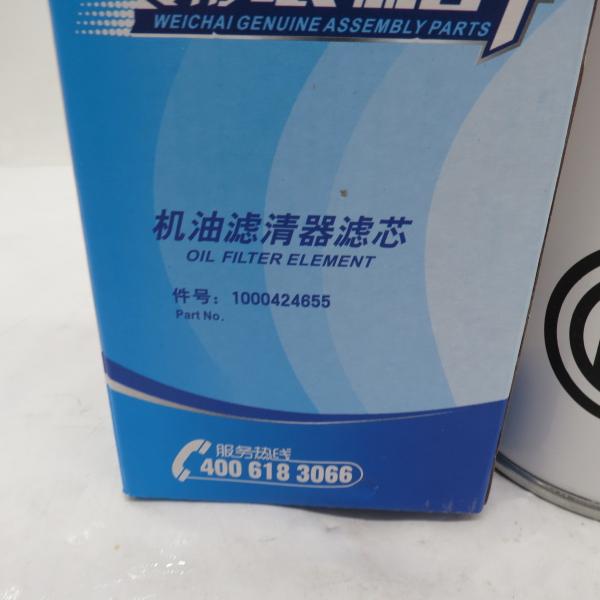 WEICHAI GENUINE ASSEMBLY PARTS
机油滤清器滤芯
OIL FILTER ELEMENT
件号：1000424655
Part No.
服务热线
400 618 3066